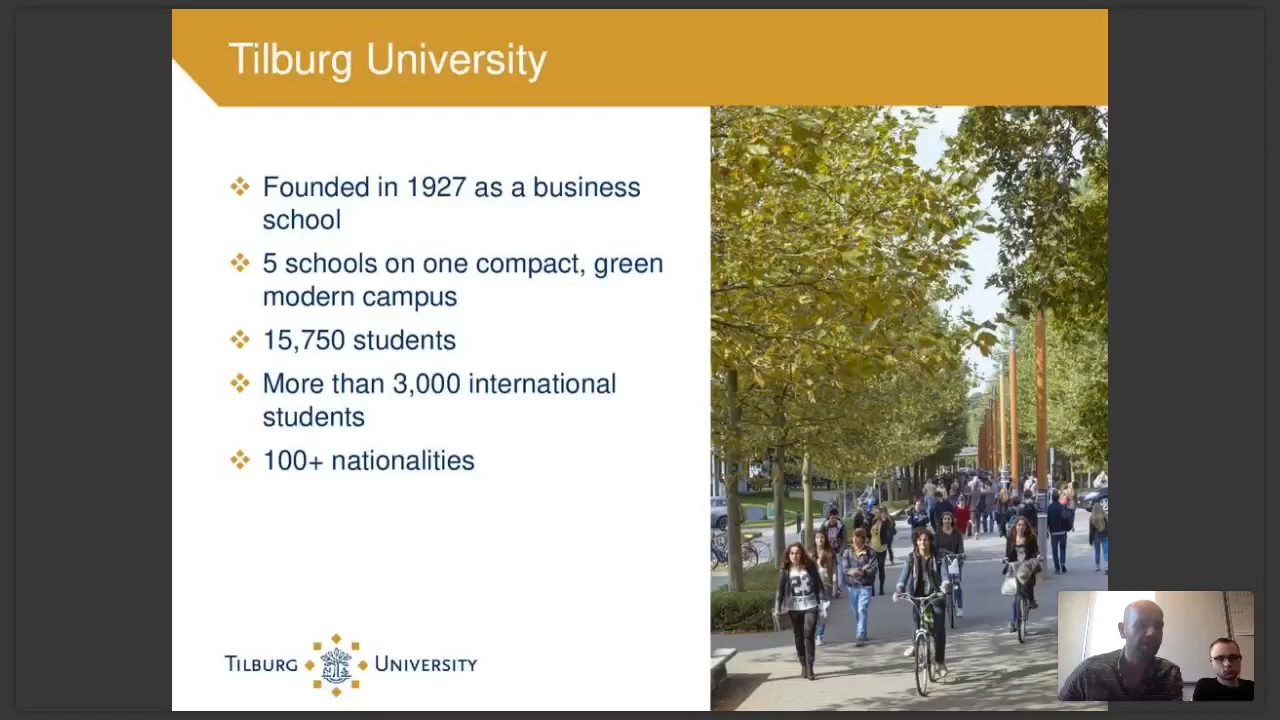 Tilburg University
Founded in 1927 as a business
school
5 schools on one compact, green
modern campus
15,750 students
More than 3,000 international
students
100+ nationalities
TILBURG UNIVERSITY
23